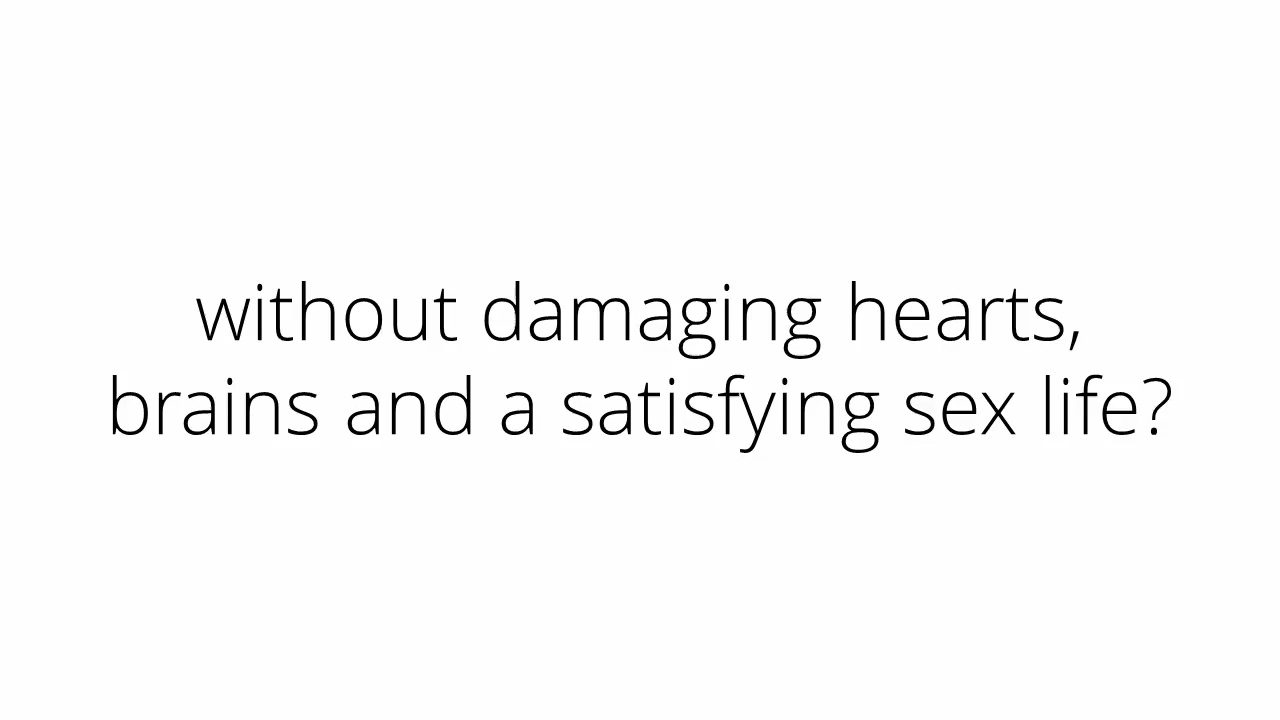 without damaging hearts,
brains and a satisfying sex life?